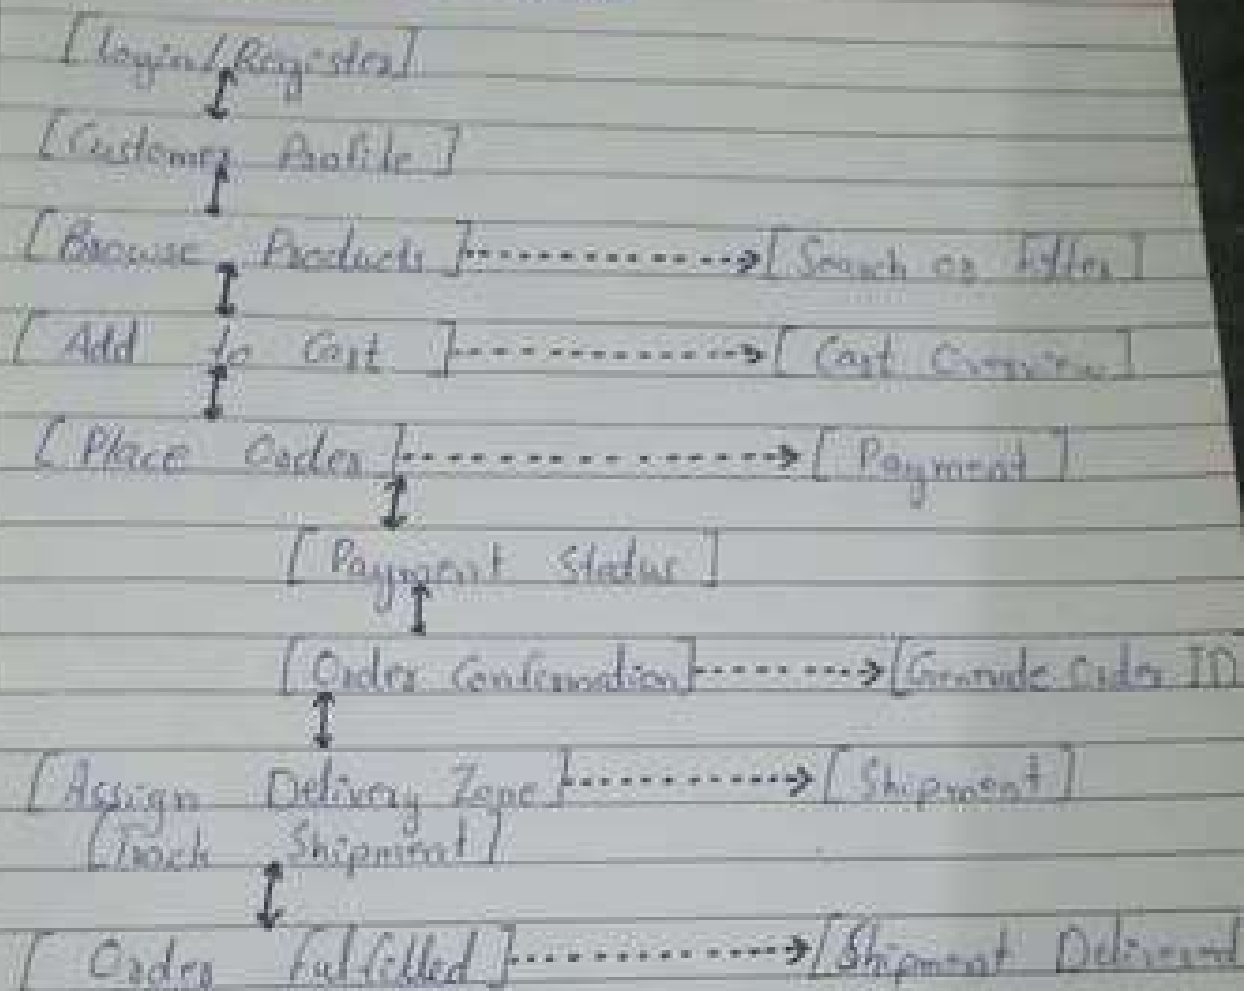 [Login/Register]
[Customer Profile]
[Browse Products] [Search or Filter]
[Add to Cart] [Cart Overview]
[Place Order] [Payment]
[Payment Status]
[Order Confirmation] [Generate Order ID
[Assign Delivery Zone] [Shipment]
[Track Shipment]
[Order Fulfilled] [Shipment Delivered